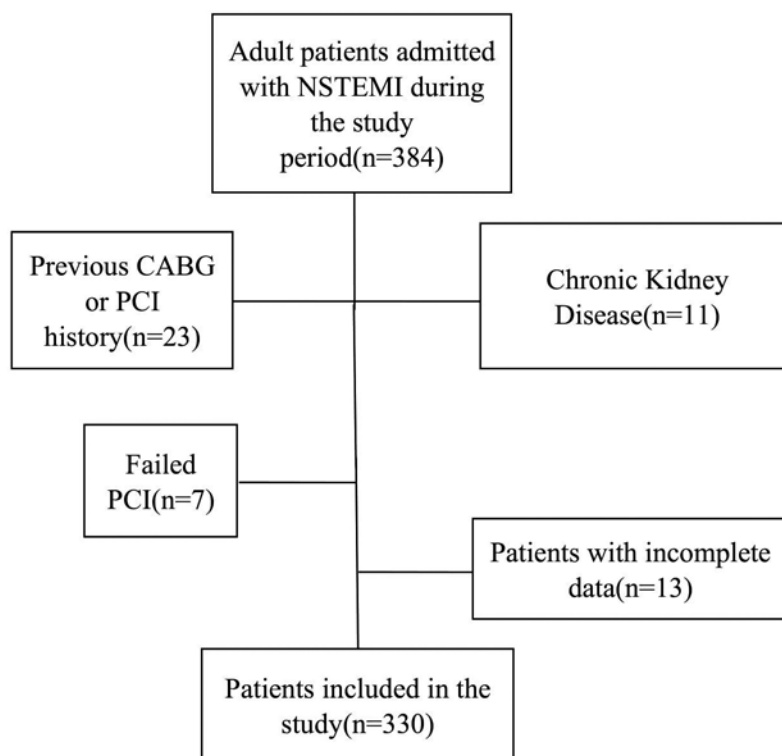 Adult patients admitted
with NSTEMI during
the study
period(n=384)
Previous CABG
or PCI
history(n=23)
Chronic Kidney
Disease(n=11)
Failed
PCI(n=7)
Patients with incomplete
data(n=13)
Patients included in the
study(n=330)